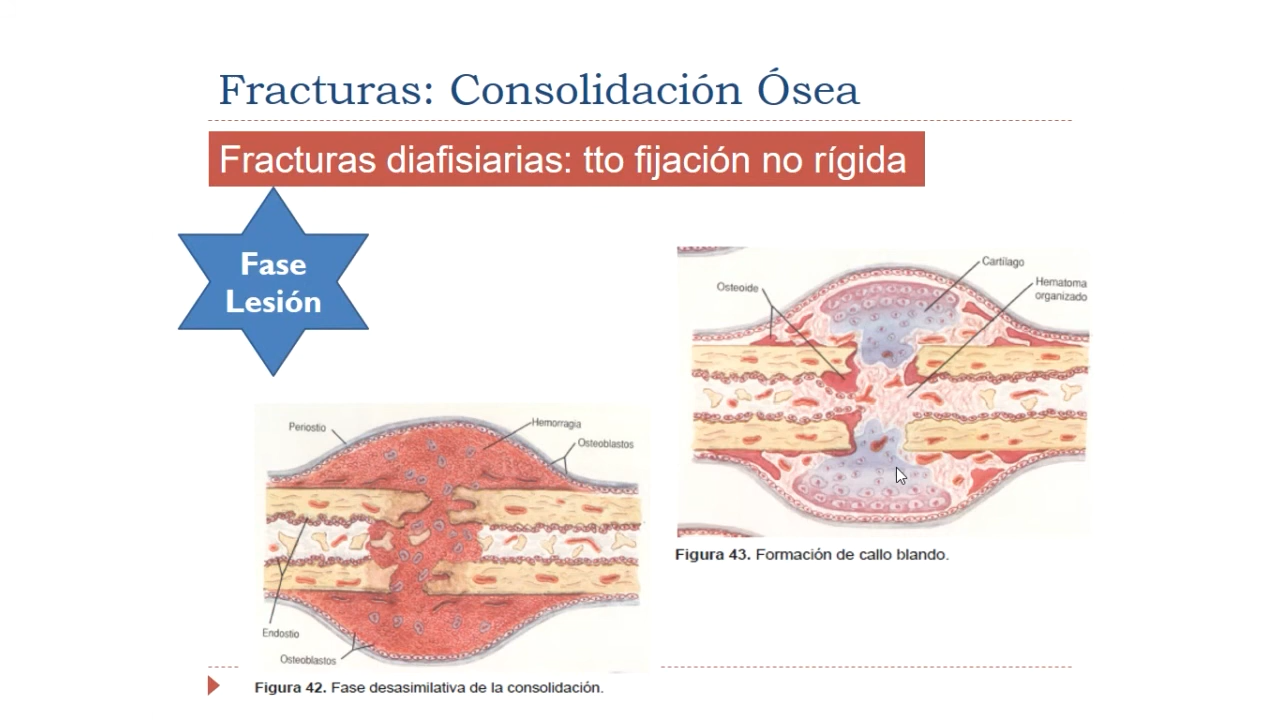 Fracturas: Consolidación Ósea
Fracturas diafisiarias: tto fijación no rígida
Fase
Lesión
Periostio
Hemorragia
Osteoblastos
Endostio
Osteoblastos
Figura 42. Fase desasimilativa de la consolidación.
Cartílago
Osteoide
Hematoma
organizado
Figura 43. Formación de callo blando.